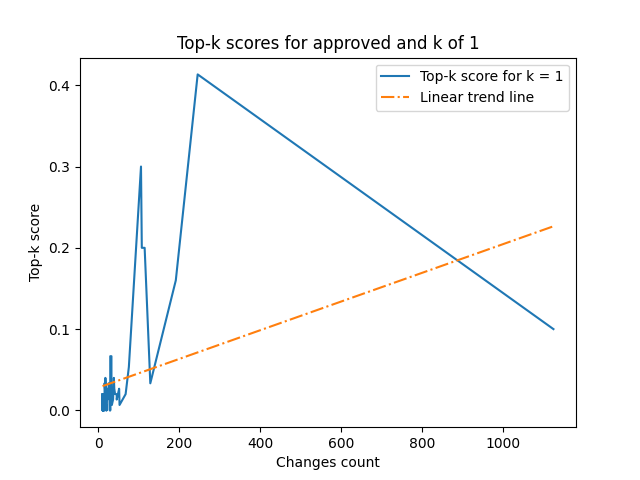 Top-k scores for approved and k of 1
Top-k score for k = 1
Linear trend line
0.4
0.3
0.2
0.1
0.0
Top-k score
0
200
400
600
800
1000
Changes count